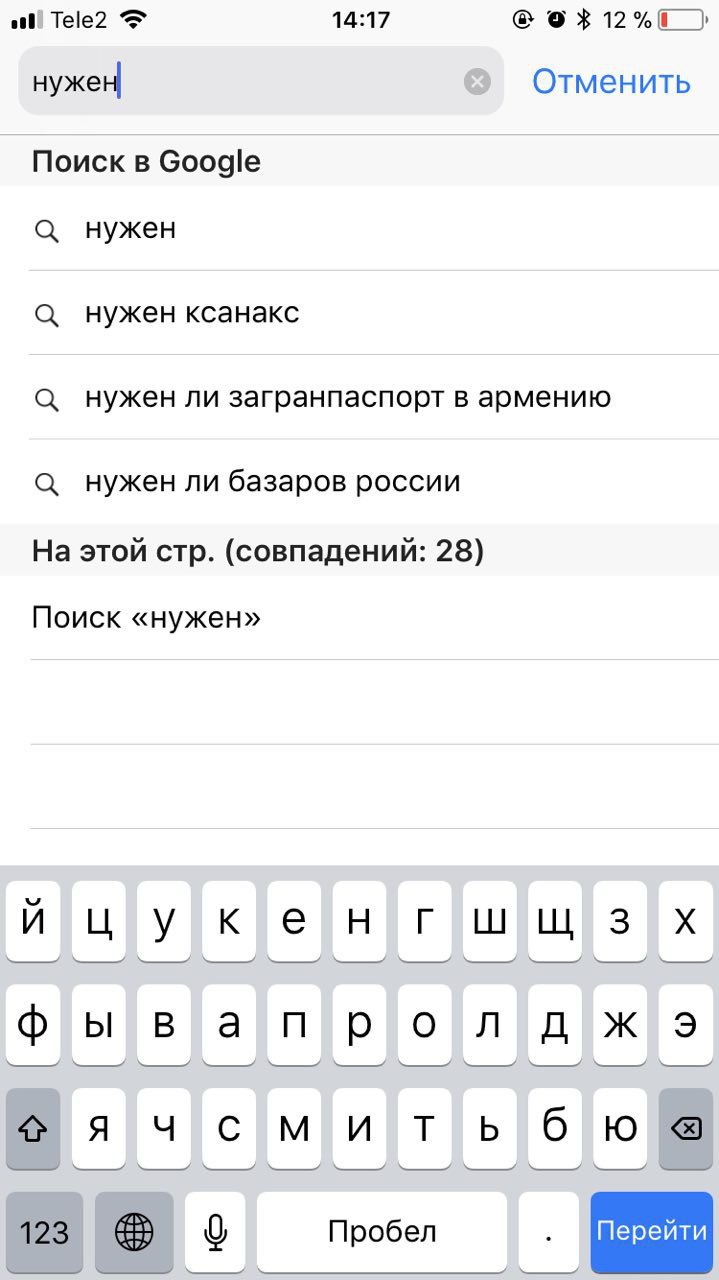 Tele2 14:17 12 %
нужен Отменить
Поиск в Google
нужен
нужен ксанакс
нужен ли загранпаспорт в армению
нужен ли базаров россии
На этой стр. (совпадений: 28)
Поиск «нужен»
й ц у к е н г ш щ з х
ф ы в а п р о л д ж э
я ч с м и т ь б ю
123 Пробел . Перейти